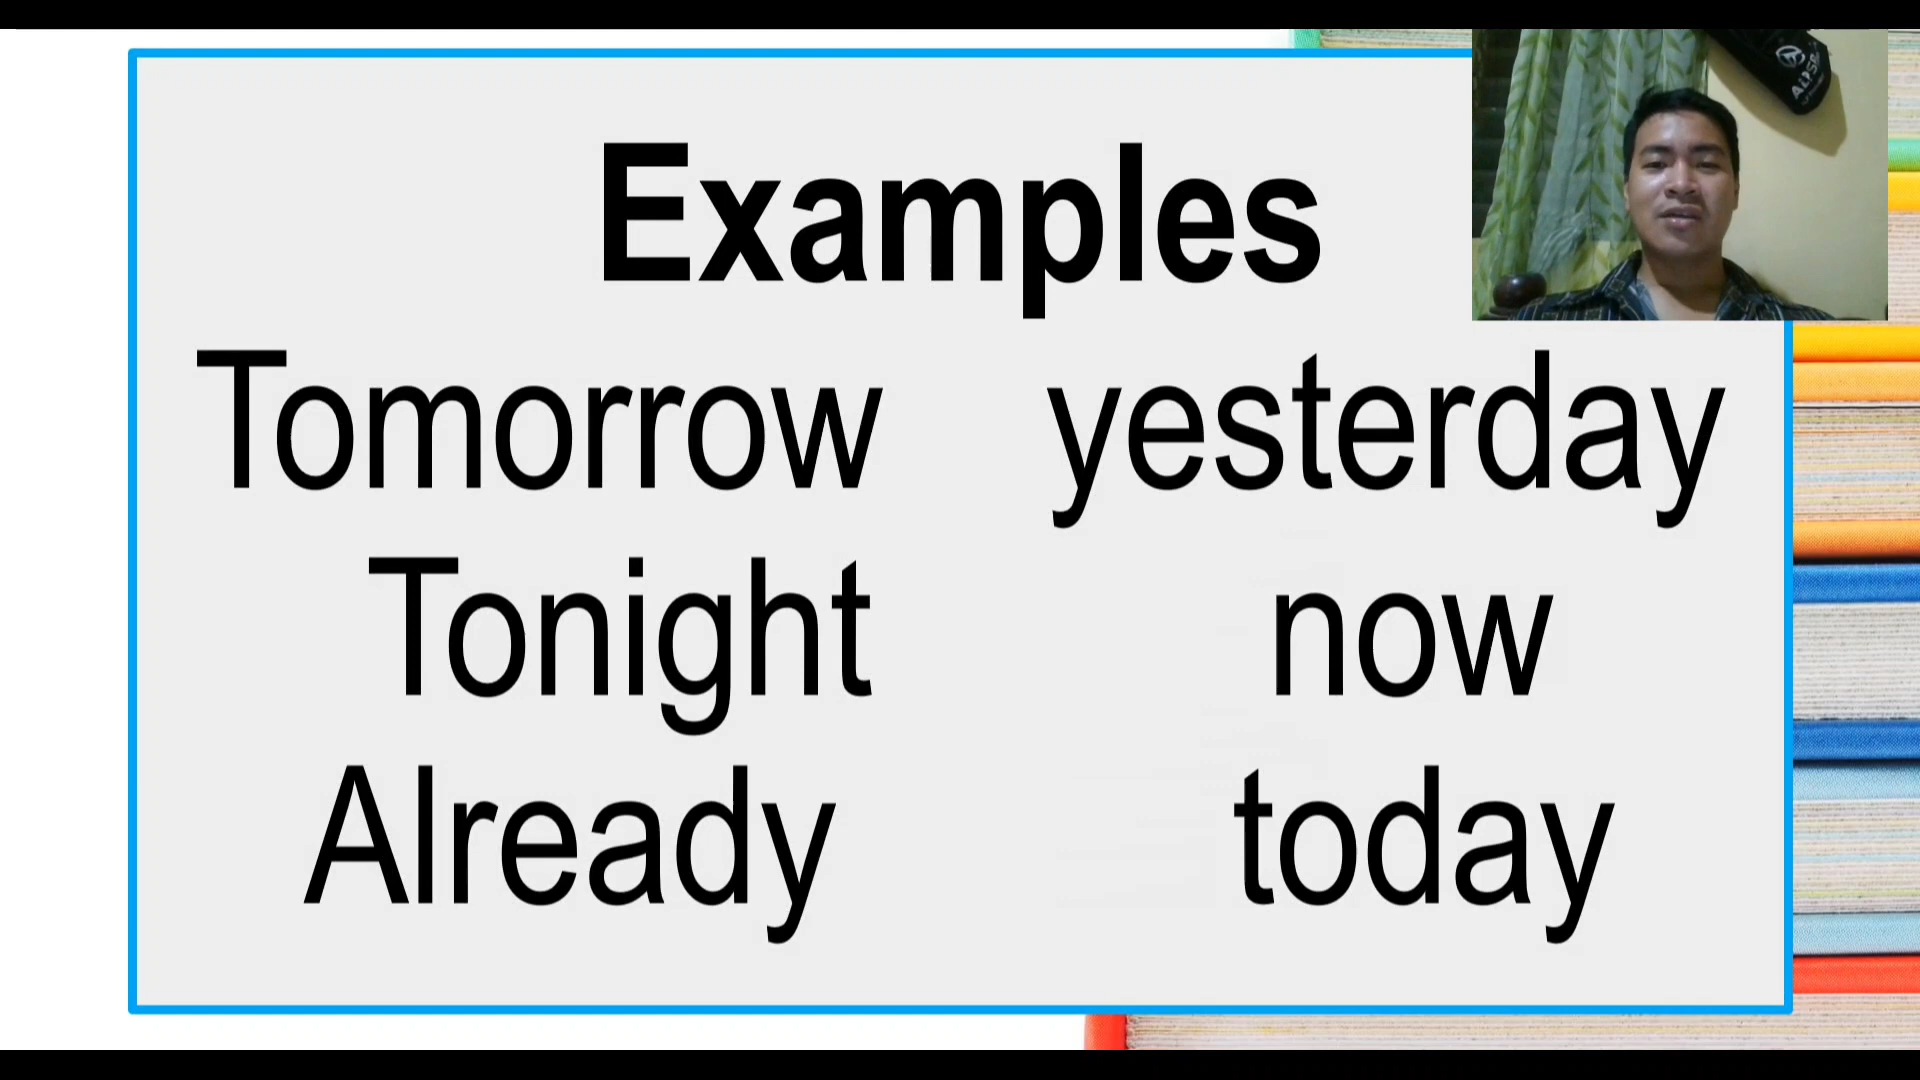 Examples
Tomorrow yesterday
Tonight now
Already today